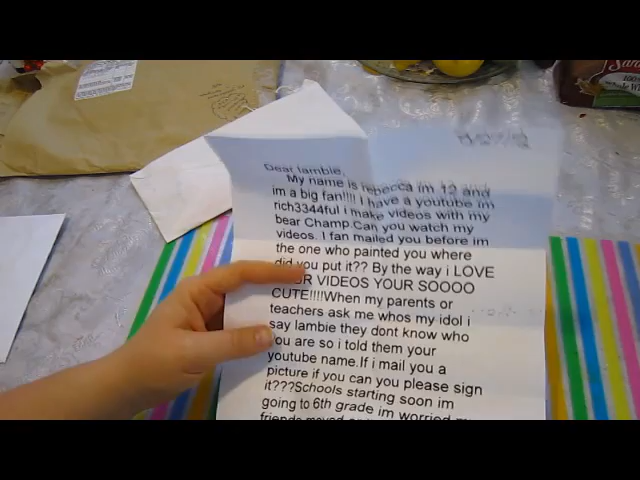 Dear lambie,
My name is rebecca im 12 and
im a big fan!!!! I have a youtube im
rich3344ful i make videos with my
bear Champ.Can you watch my
videos. I fan mailed you before im
the one who painted you where
did you put it?? By the way i LOVE
VIDEOS YOUR SOOOO
CUTE!!!!When my parents or
teachers ask me whos my idol i
say lambie they dont know who
you are so i told them your
youtube name.If i mail you a
picture if you can you please sign
it???Schools starting soon im
going to 6th grade im worried
friends moved
100%
Whole